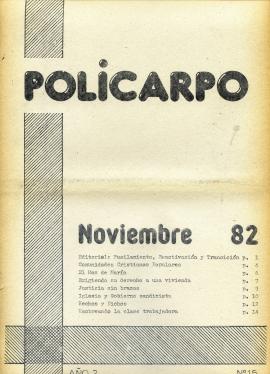 POLICARPO
Noviembre 82
Editorial: Fusilamiento, Reactivación y Transición p. 1
Comunidades Cristianas Populares p. 4
El Mes de María p. 6
Exigiendo su derecho a una vivienda p. 7
Justicia sin brazos p. 9
Iglesia y Gobierno sandinista p. 10
Hechos y Dichos p. 12
Rastreando la clase trabajadora p. 14
AÑO 2 Nº15